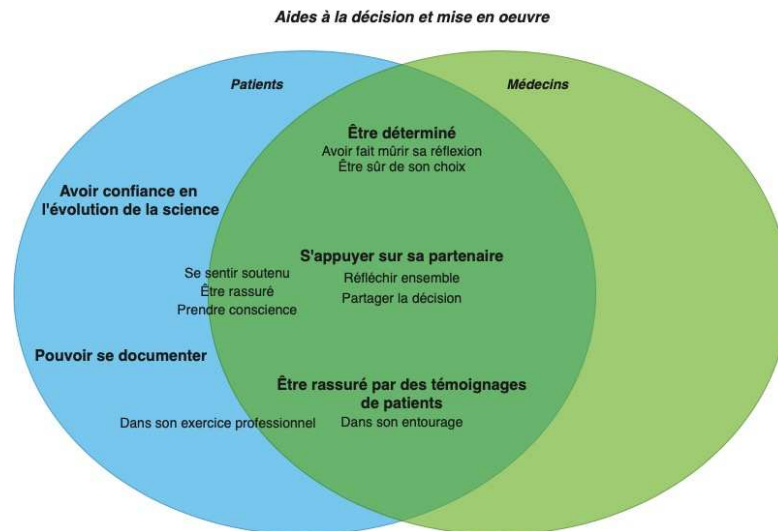 Aides à la décision et mise en oeuvre
Patients
Médecins
Être déterminé
Avoir fait mûrir sa réflexion
Être sûr de son choix
Avoir confiance en
l'évolution de la science
S'appuyer sur sa partenaire
Se sentir soutenu
Réfléchir ensemble
Être rassuré
Partager la décision
Prendre conscience
Pouvoir se documenter
Être rassuré par des témoignages
de patients
Dans son exercice professionnel
Dans son entourage